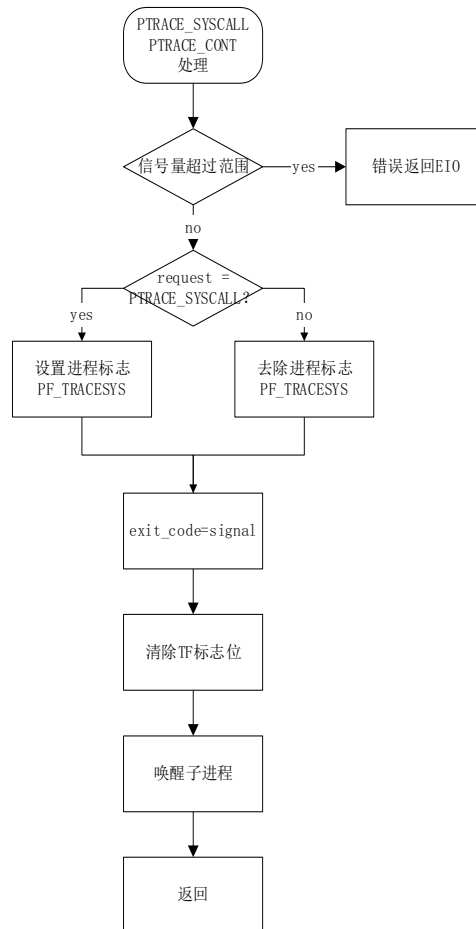 PTRACE_SYSCALL
PTRACE_CONT
处理
信号量超过范围
yes
错误返回EIO
no
request =
PTRACE_SYSCALL?
yes
no
设置进程标志
PF_TRACESYS
去除进程标志
PF_TRACESYS
exit_code=signal
清除TF标志位
唤醒子进程
返回